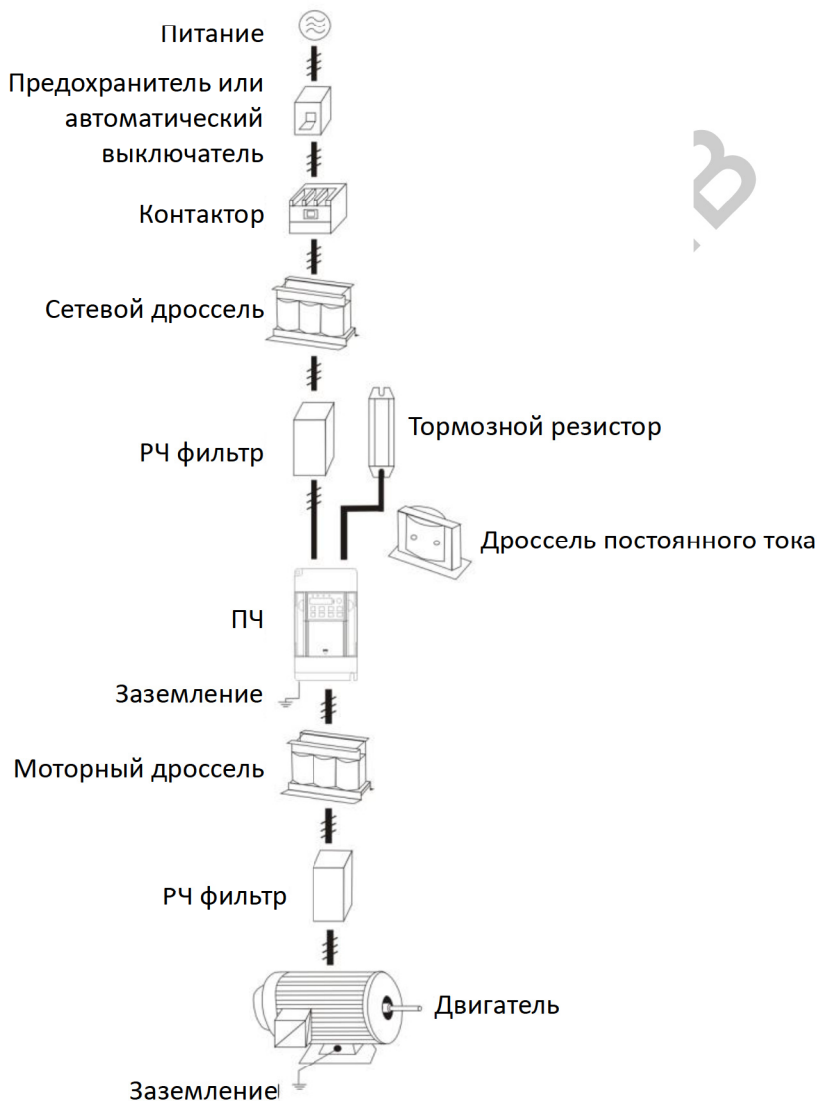 Питание
Предохранитель или
автоматический
выключатель
Контактор
Сетевой дроссель
Тормозной резистор
РЧ фильтр
Дроссель постоянного тока
ПЧ
Заземление
Моторный дроссель
РЧ фильтр
Двигатель
Заземление